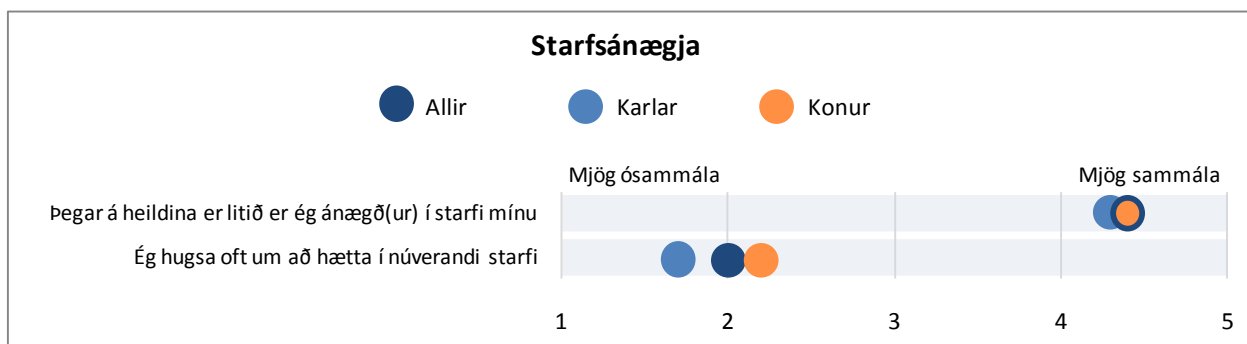 Starfsánægja
Allir Karlar Konur
Mjög ósammála Mjög sammála
Þegar á heildina er litið er ég ánægð(ur) í starfi mínu
Ég hugsa oft um að hætta í núverandi starfi
1 2 3 4 5